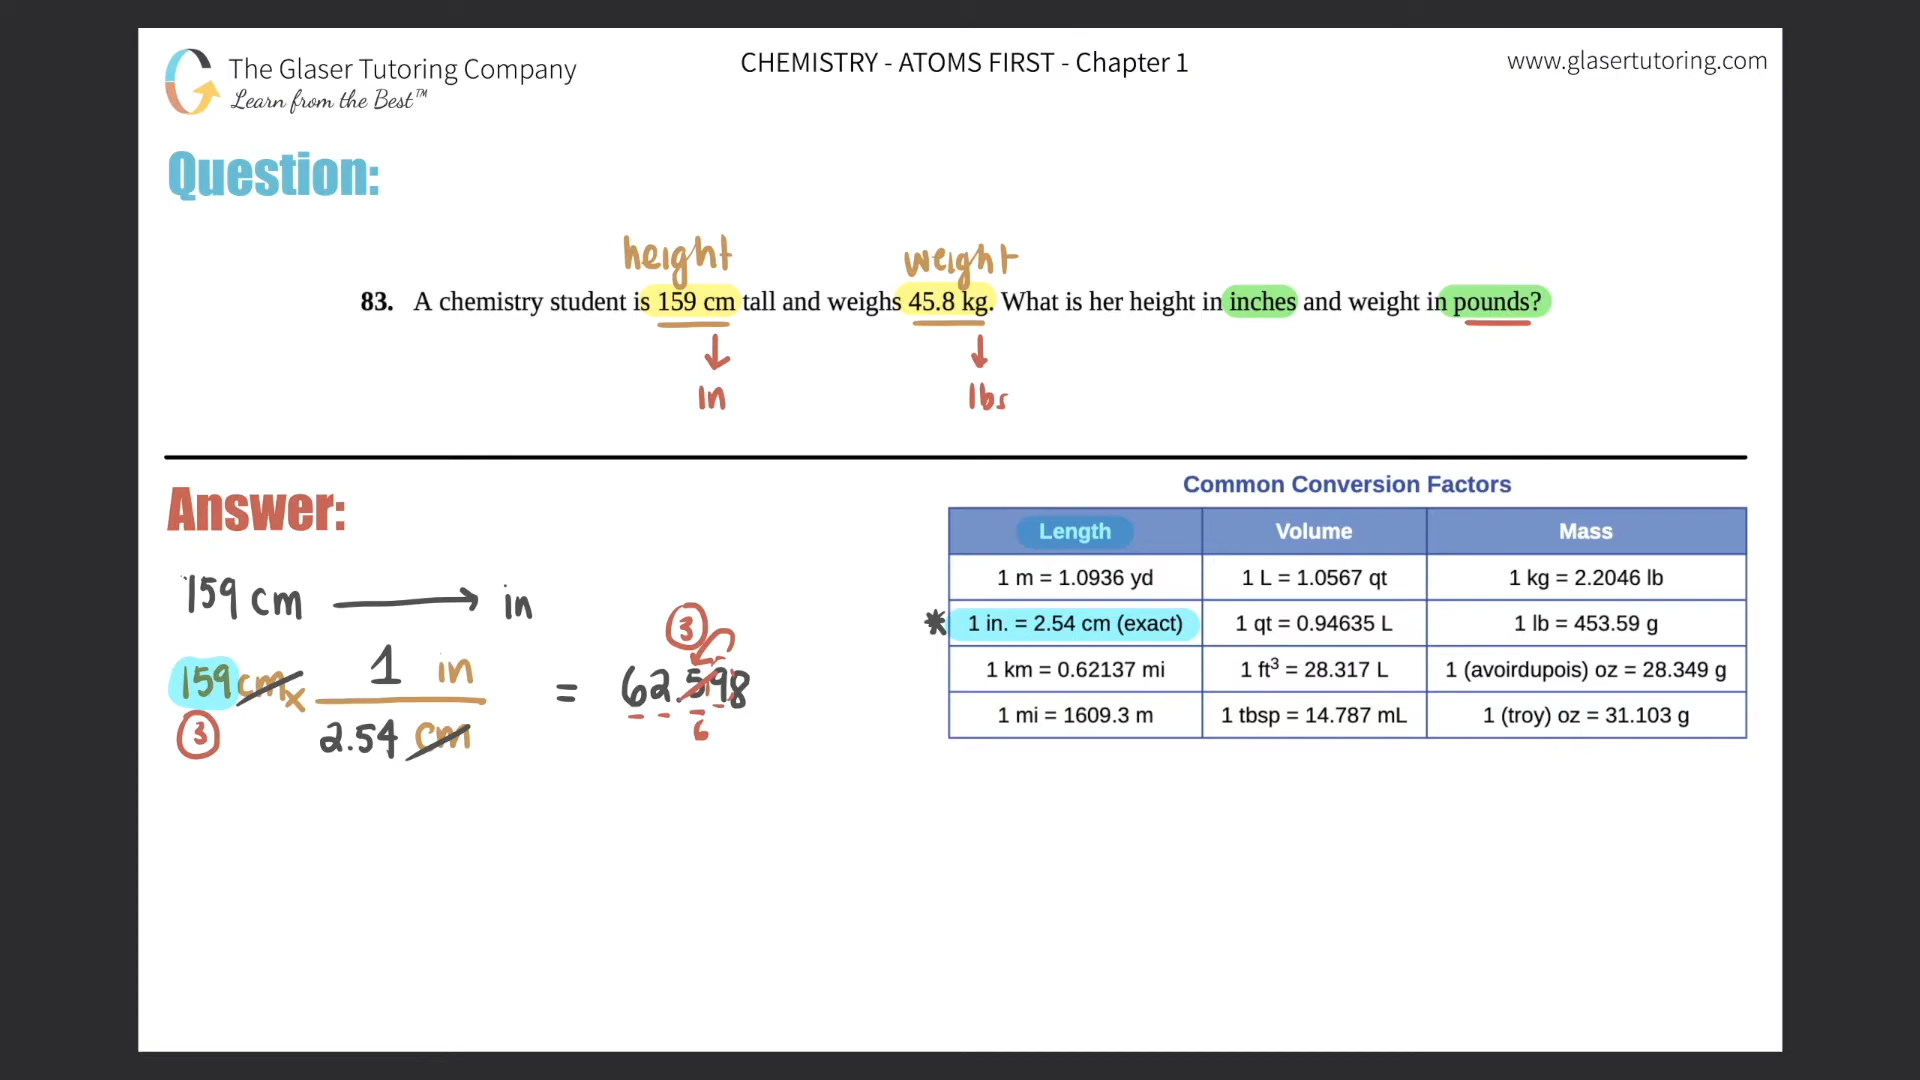 The Glaser Tutoring Company
Learn from the Best™
CHEMISTRY - ATOMS FIRST - Chapter 1
www.glasertutoring.com
Question:
height weight
83. A chemistry student is 159 cm tall and weighs 45.8 kg. What is her height in inches and weight in pounds?
in lbs
Answer:
159 cm → in
159 cm x 1 in / 2.54 cm = 62.598
3
3
6
Common Conversion Factors
Length Volume Mass
1 m = 1.0936 yd 1 L = 1.0567 qt 1 kg = 2.2046 lb
* 1 in. = 2.54 cm (exact) 1 qt = 0.94635 L 1 lb = 453.59 g
1 km = 0.62137 mi 1 ft³ = 28.317 L 1 (avoirdupois) oz = 28.349 g
1 mi = 1609.3 m 1 tbsp = 14.787 mL 1 (troy) oz = 31.103 g